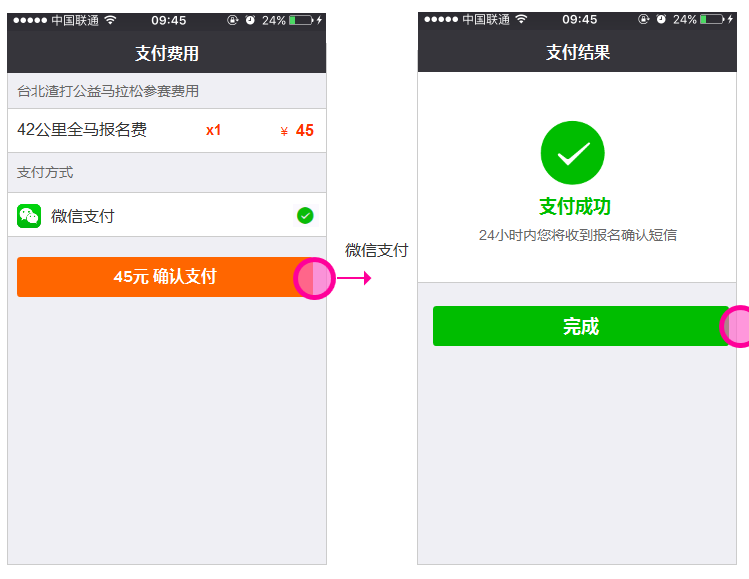 中国联通 09:45 24%
支付费用
台北渣打公益马拉松参赛费用
42公里全马报名费 x1 ¥ 45
支付方式
微信支付
45元 确认支付
微信支付
中国联通 09:45 24%
支付结果
支付成功
24小时内您将收到报名确认短信
完成